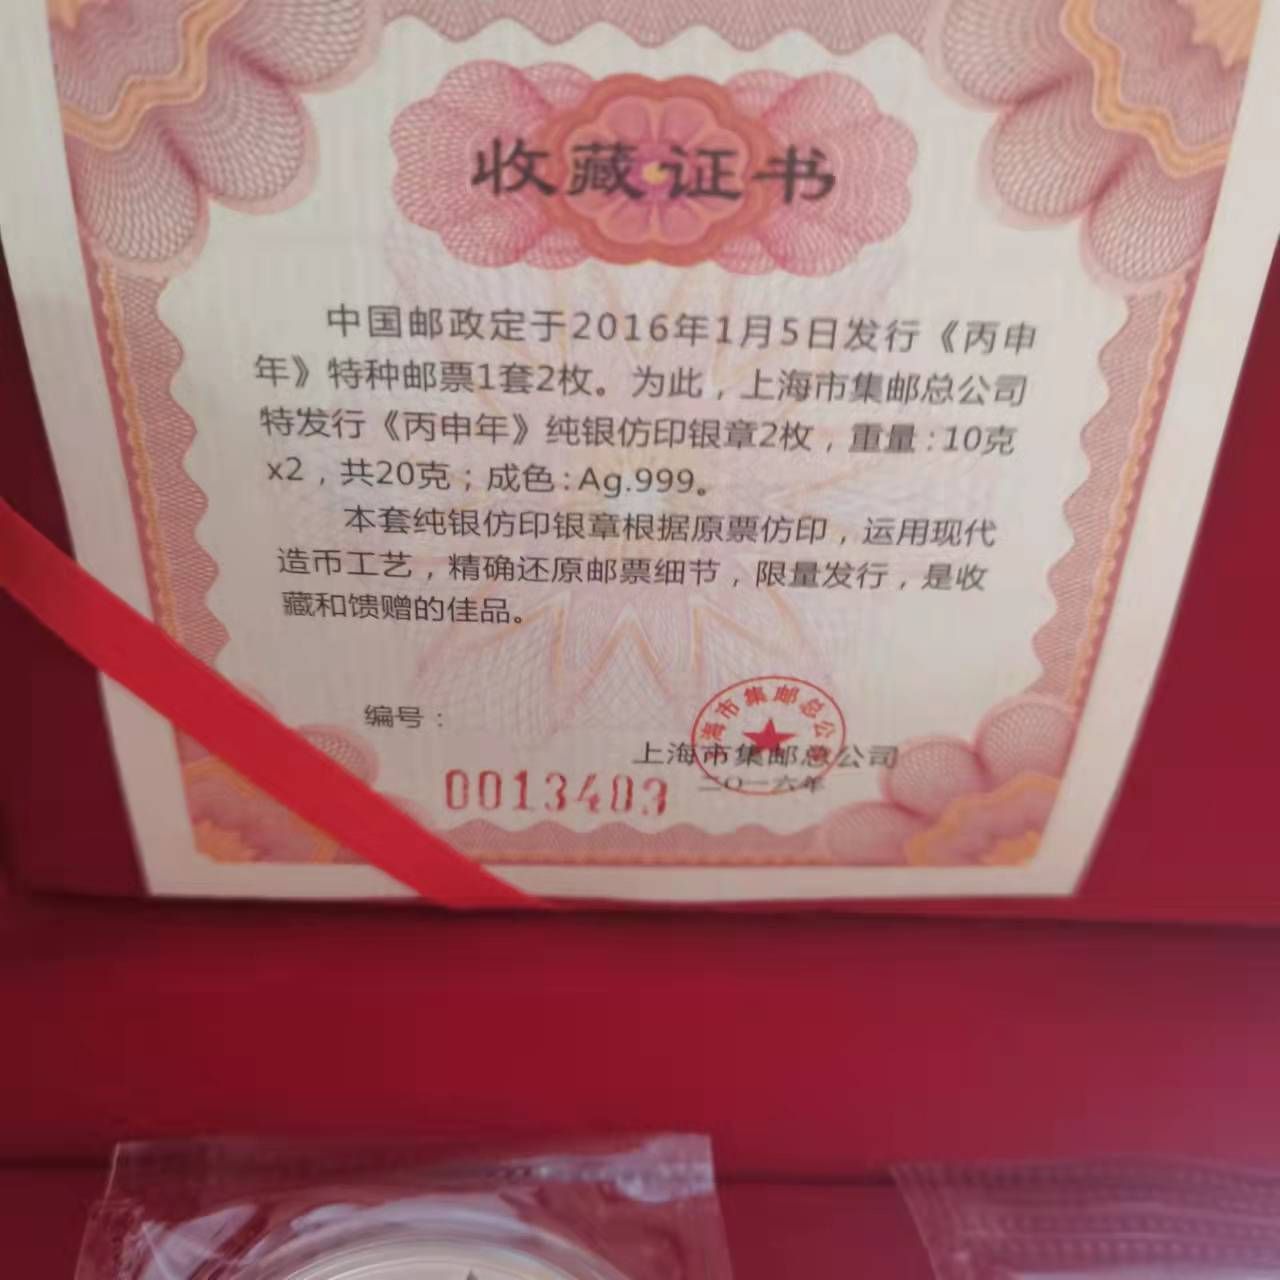 收藏证书
中国邮政定于2016年1月5日发行《丙申
年》特种邮票1套2枚。为此，上海市集邮总公司
特发行《丙申年》纯银仿印银章2枚，重量：10克
x2，共20克；成色：Ag.999。
本套纯银仿印银章根据原票仿印，运用现代
造币工艺，精确还原邮票细节，限量发行，是收
藏和馈赠的佳品。
编号：
海市集邮总公
上海市集邮总公司
二〇一六年
0013403